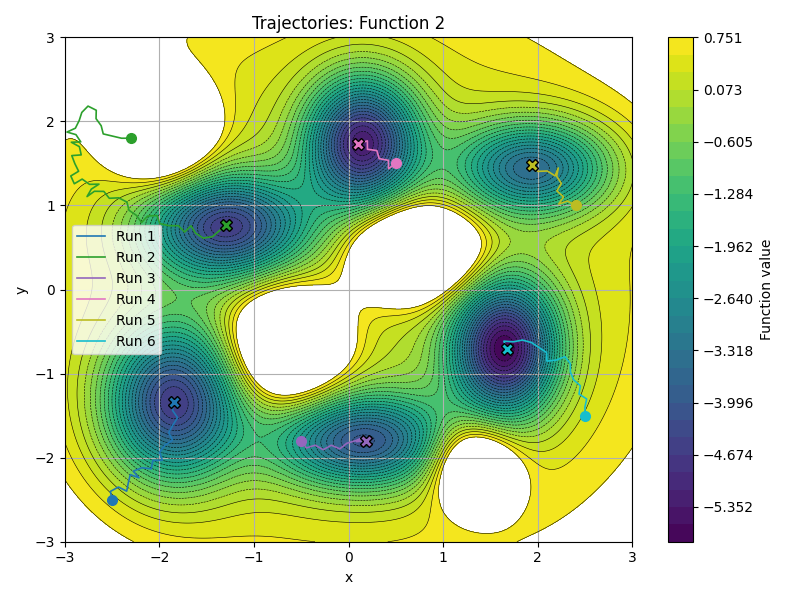 Trajectories: Function 2
3
2
1
0
−1
−2
−3
y
−3
−2
−1
0
1
2
3
x
Run 1
Run 2
Run 3
Run 4
Run 5
Run 6
0.751
0.073
−0.605
−1.284
−1.962
−2.640
−3.318
−3.996
−4.674
−5.352
Function value